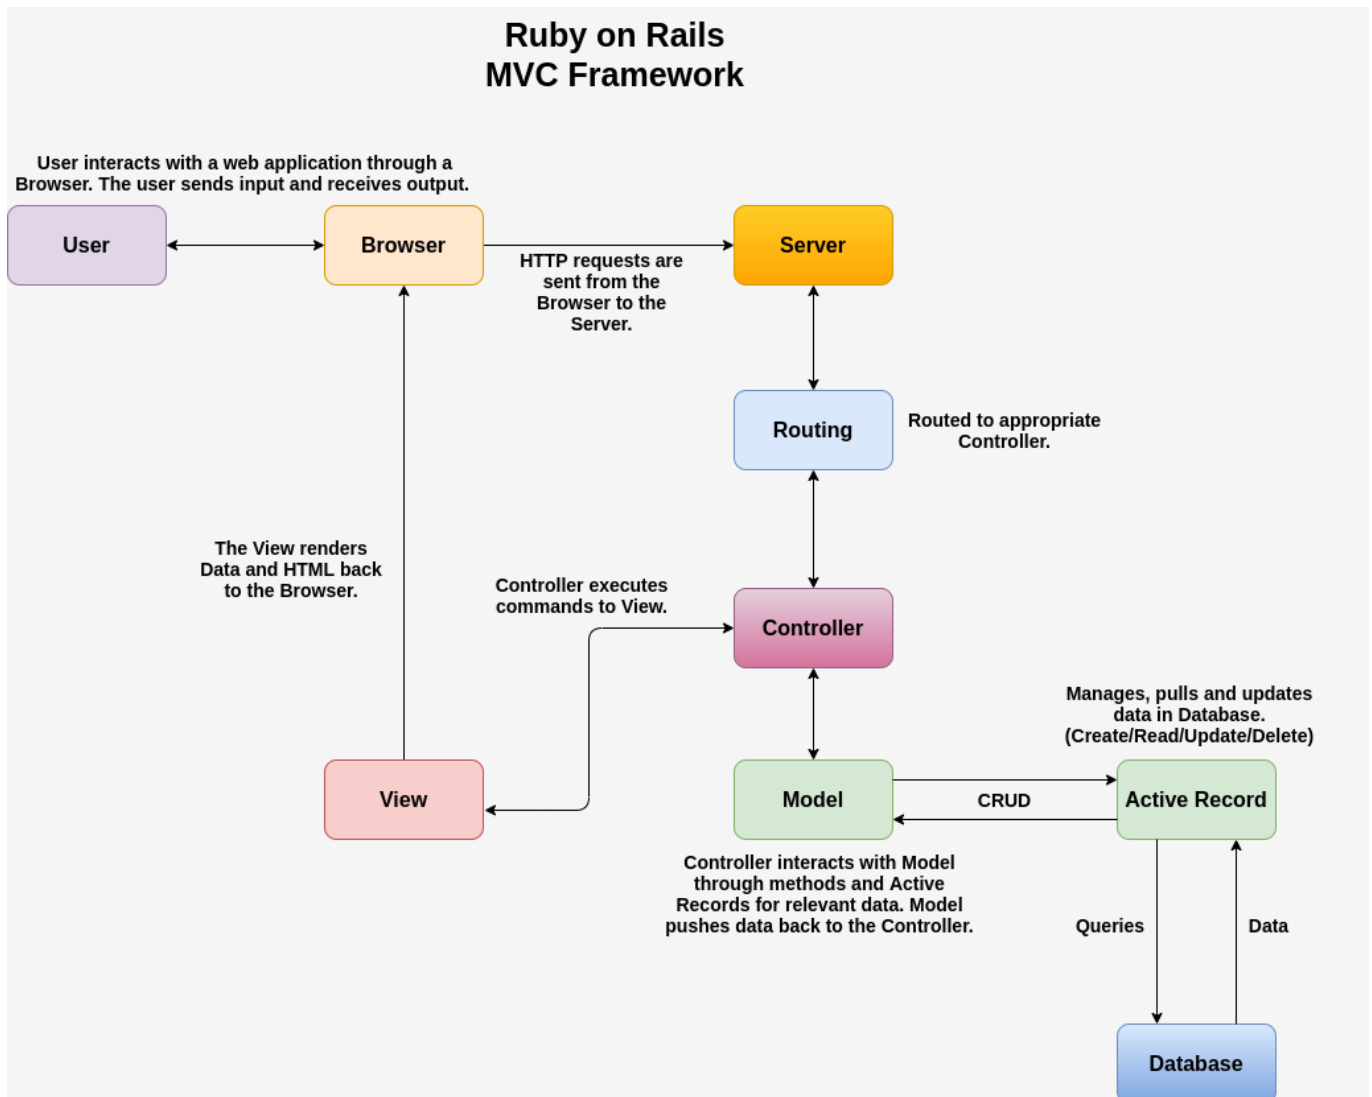 Ruby on Rails
MVC Framework
User interacts with a web application through a
Browser. The user sends input and receives output.
User
Browser
Server
HTTP requests are
sent from the
Browser to the
Server.
Routing
Routed to appropriate
Controller.
The View renders
Data and HTML back
to the Browser.
Controller executes
commands to View.
Controller
Manages, pulls and updates
data in Database.
(Create/Read/Update/Delete)
View
Model
CRUD
Active Record
Controller interacts with Model
through methods and Active
Records for relevant data. Model
pushes data back to the Controller.
Queries
Data
Database